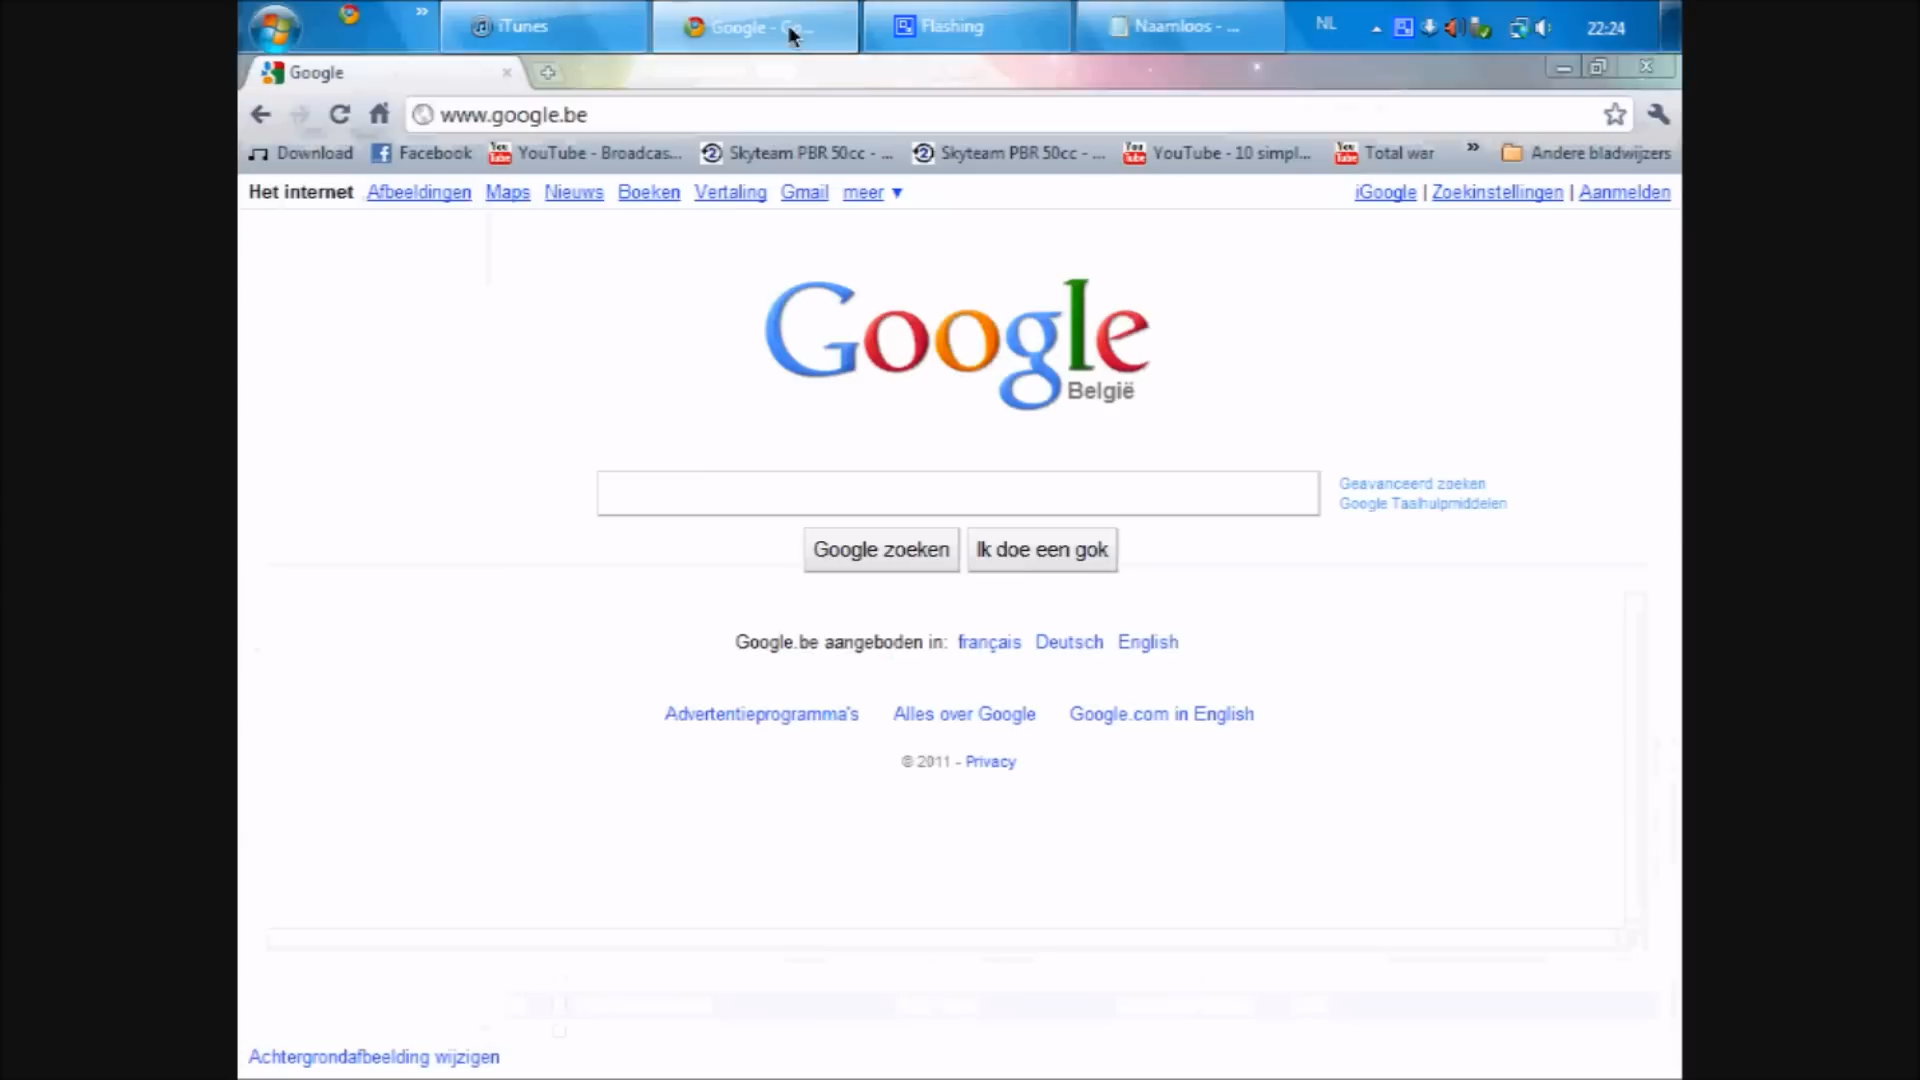 » iTunes Google - Go... Flashing Naamloos - ... NL 22:24
Google
www.google.be
Download Facebook YouTube - Broadcas... Skyteam PBR 50cc - ... Skyteam PBR 50cc - ... YouTube - 10 simpl... Total war » Andere bladwijzers
Het internet Afbeeldingen Maps Nieuws Boeken Vertaling Gmail meer ▼ iGoogle | Zoekinstellingen | Aanmelden
Google
België
Geavanceerd zoeken
Google Taalhulpmiddelen
Google zoeken Ik doe een gok
Google.be aangeboden in: français Deutsch English
Advertentieprogramma's Alles over Google Google.com in English
© 2011 - Privacy
Achtergrondafbeelding wijzigen